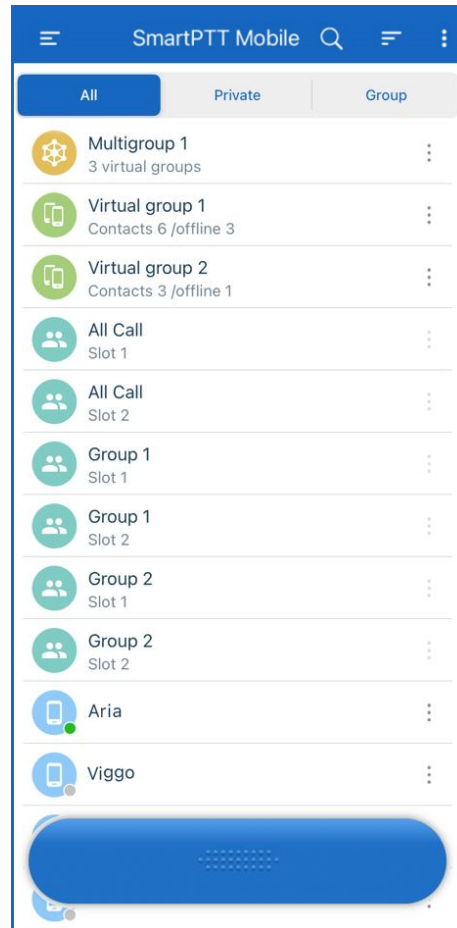 SmartPTT Mobile
All
Private
Group
Multigroup 1
3 virtual groups
Virtual group 1
Contacts 6 /offline 3
Virtual group 2
Contacts 3 /offline 1
All Call
Slot 1
All Call
Slot 2
Group 1
Slot 1
Group 1
Slot 2
Group 2
Slot 1
Group 2
Slot 2
Aria
Viggo